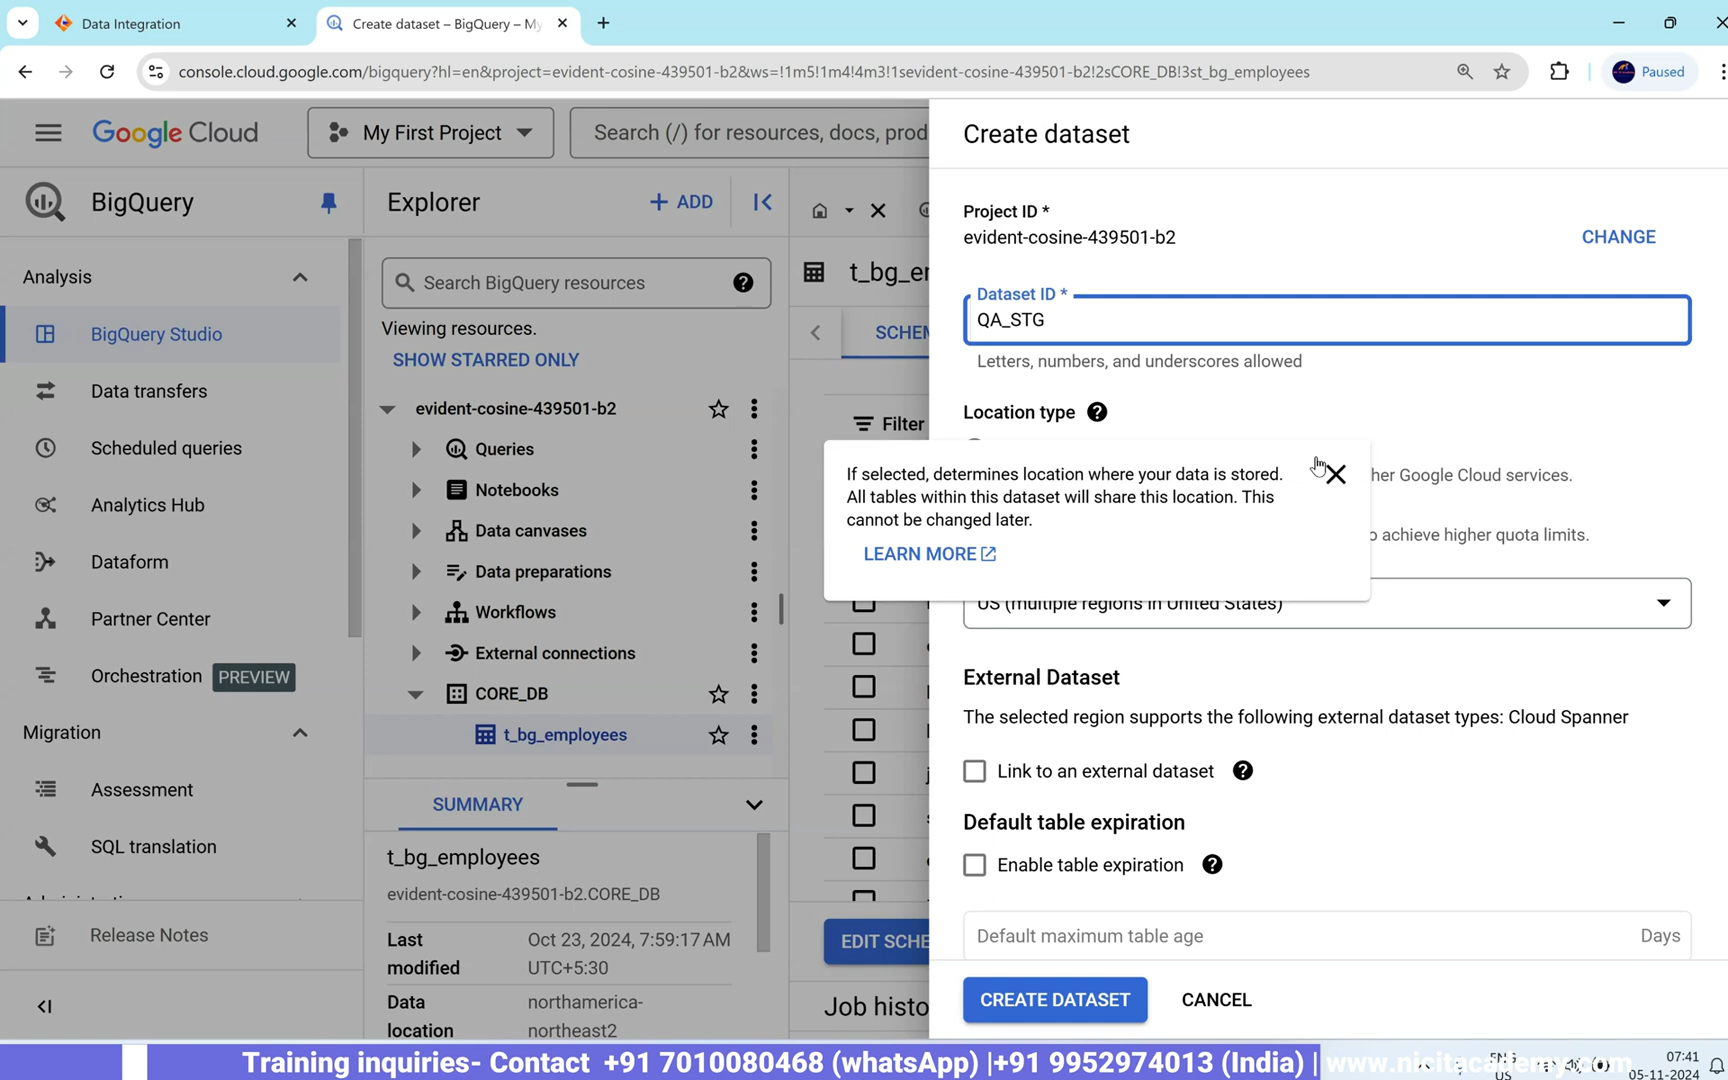 Data Integration
Create dataset – BigQuery – My
console.cloud.google.com/bigquery?hl=en&project=evident-cosine-439501-b2&ws=!1m5!1m4!4m3!1sevident-cosine-439501-b2!2sCORE_DB!3st_bg_employees
Paused
Google Cloud
My First Project
Search (/) for resources, docs, prod
BigQuery
Analysis
BigQuery Studio
Data transfers
Scheduled queries
Analytics Hub
Dataform
Partner Center
Orchestration PREVIEW
Migration
Assessment
SQL translation
Release Notes
Explorer
+ ADD
Search BigQuery resources
Viewing resources.
SHOW STARRED ONLY
evident-cosine-439501-b2
Queries
Notebooks
Data canvases
Data preparations
Workflows
External connections
CORE_DB
t_bg_employees
SUMMARY
t_bg_employees
evident-cosine-439501-b2.CORE_DB
Last modified Oct 23, 2024, 7:59:17 AM UTC+5:30
Data location northamerica-northeast2
t_bg_en
SCHEM
Filter
EDIT SCHE
Job histo
Create dataset
Project ID *
evident-cosine-439501-b2
CHANGE
Dataset ID *
QA_STG
Letters, numbers, and underscores allowed
Location type
If selected, determines location where your data is stored.
All tables within this dataset will share this location. This
cannot be changed later.
LEARN MORE
her Google Cloud services.
o achieve higher quota limits.
US (multiple regions in United States)
External Dataset
The selected region supports the following external dataset types: Cloud Spanner
Link to an external dataset
Default table expiration
Enable table expiration
Default maximum table age
Days
CREATE DATASET
CANCEL
Training inquiries- Contact +91 7010080468 (whatsApp) |+91 9952974013 (India) | www.nicitacademy.com
ENG
US
07:41
05-11-2024